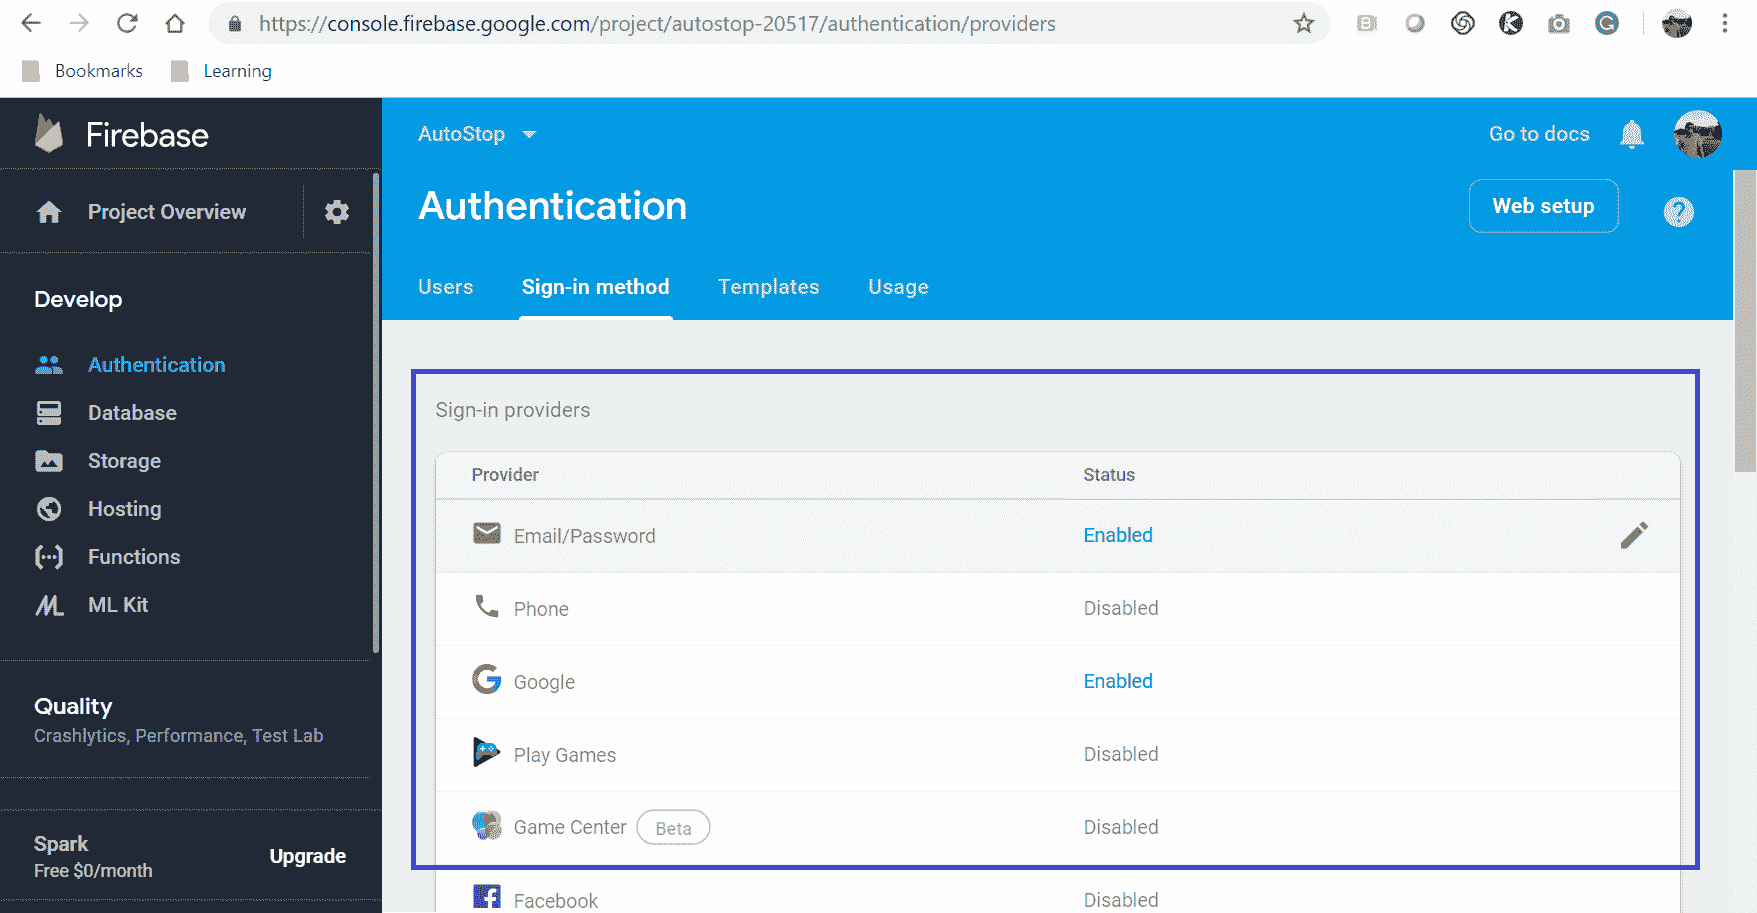 https://console.firebase.google.com/project/autostop-20517/authentication/providers
Bookmarks Learning
Firebase
Project Overview
Develop
Authentication
Database
Storage
Hosting
Functions
ML Kit
Quality
Crashlytics, Performance, Test Lab
Spark
Free $0/month
Upgrade
AutoStop
Go to docs
Authentication
Web setup
Users Sign-in method Templates Usage
Sign-in providers
Provider Status
Email/Password Enabled
Phone Disabled
Google Enabled
Play Games Disabled
Game Center Beta Disabled
Facebook Disabled